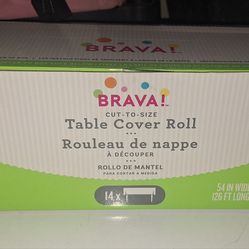 BRAVA!
BRAVA!
CUT-TO-SIZE
Table Cover Roll
Rouleau de nappe
À DÉCOUPER
ROLLO DE MANTEL
PARA CORTAR A MEDIDA
14 x
54 IN WIDE
126 FT LONG